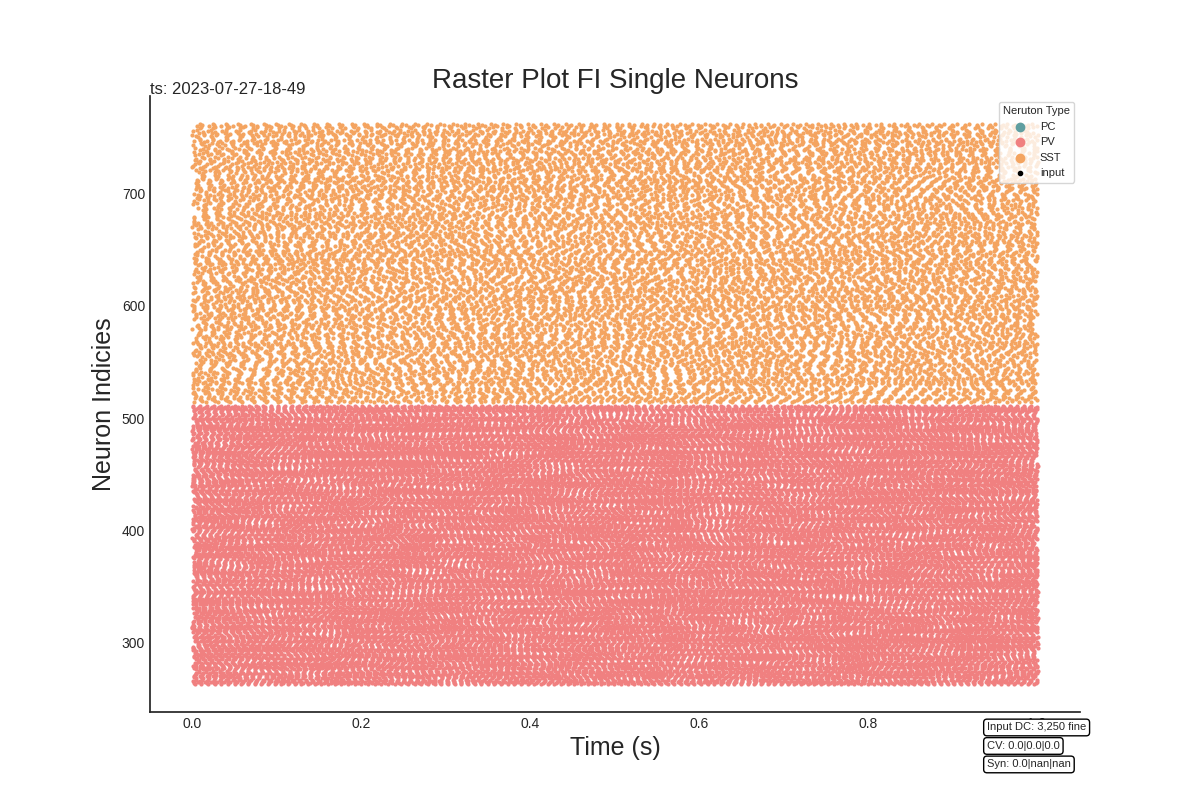 Raster Plot FI Single Neurons
ts: 2023-07-27-18-49
Neruton Type
PC
PV
SST
input
Neuron Indicies
700
600
500
400
300
0.0 0.2 0.4 0.6 0.8
Time (s)
Input DC: 3,250 fine
CV: 0.0|0.0|0.0
Syn: 0.0|nan|nan